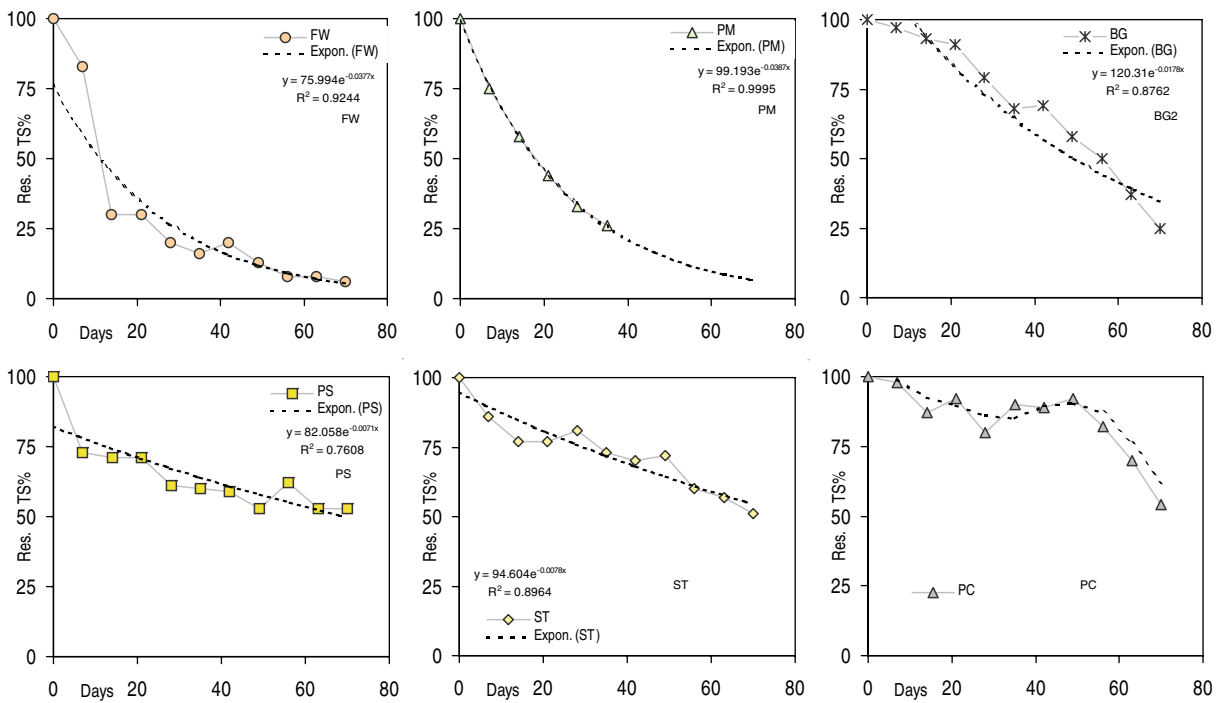 100
75
50
25
0
Res. TS%
FW
Expon. (FW)
y = 75.994e^-0.0377x
R² = 0.9244
FW
0 Days 20 40 60 80
100
75
50
25
0
PM
Expon. (PM)
y = 99.193e^-0.0387x
R² = 0.9995
PM
0 Days 20 40 60 80
100
75
50
25
0
Res. TS%
BG
Expon. (BG)
y = 120.31e^-0.0178x
R² = 0.8762
BG2
0 Days 20 40 60 80
100
75
50
25
0
Res. TS%
PS
Expon. (PS)
y = 82.058e^-0.0071x
R² = 0.7608
PS
0 Days 20 40 60 80
100
75
50
25
0
Res. TS%
y = 94.604e^-0.0078x
R² = 0.8964
ST
ST
Expon. (ST)
0 Days 20 40 60 80
100
75
50
25
0
Res. TS%
PC
PC
0 Days 20 40 60 80